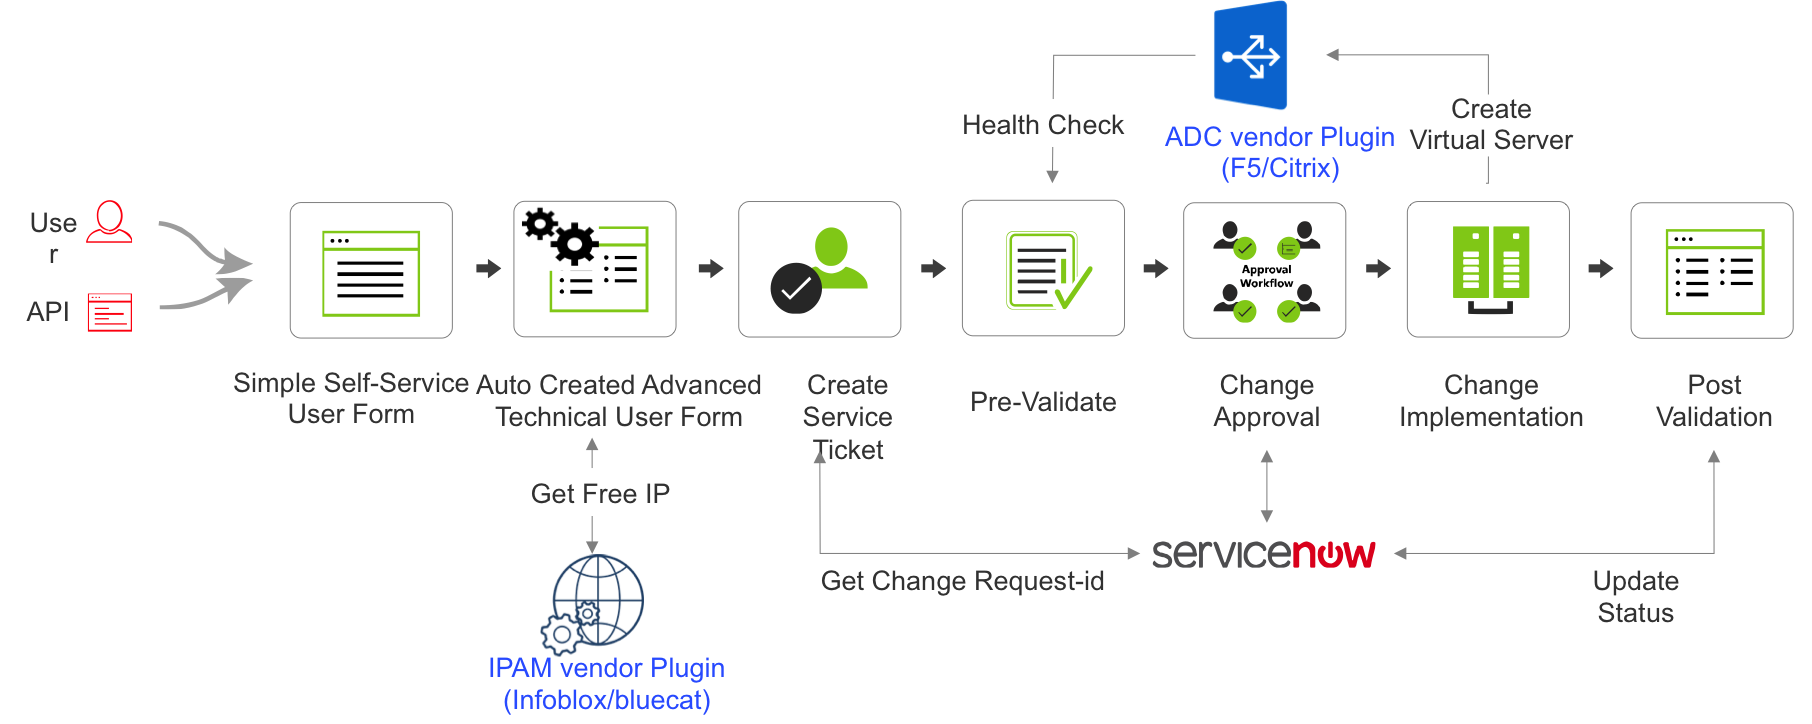 Health Check
ADC vendor Plugin
(F5/Citrix)
Create
Virtual Server
Use
r
API
Approval
Workflow
Simple Self-Service
User Form
Auto Created Advanced
Technical User Form
Create
Service
Ticket
Pre-Validate
Change
Approval
Change
Implementation
Post
Validation
Get Free IP
servicenow
Get Change Request-id
Update
Status
IPAM vendor Plugin
(Infoblox/bluecat)